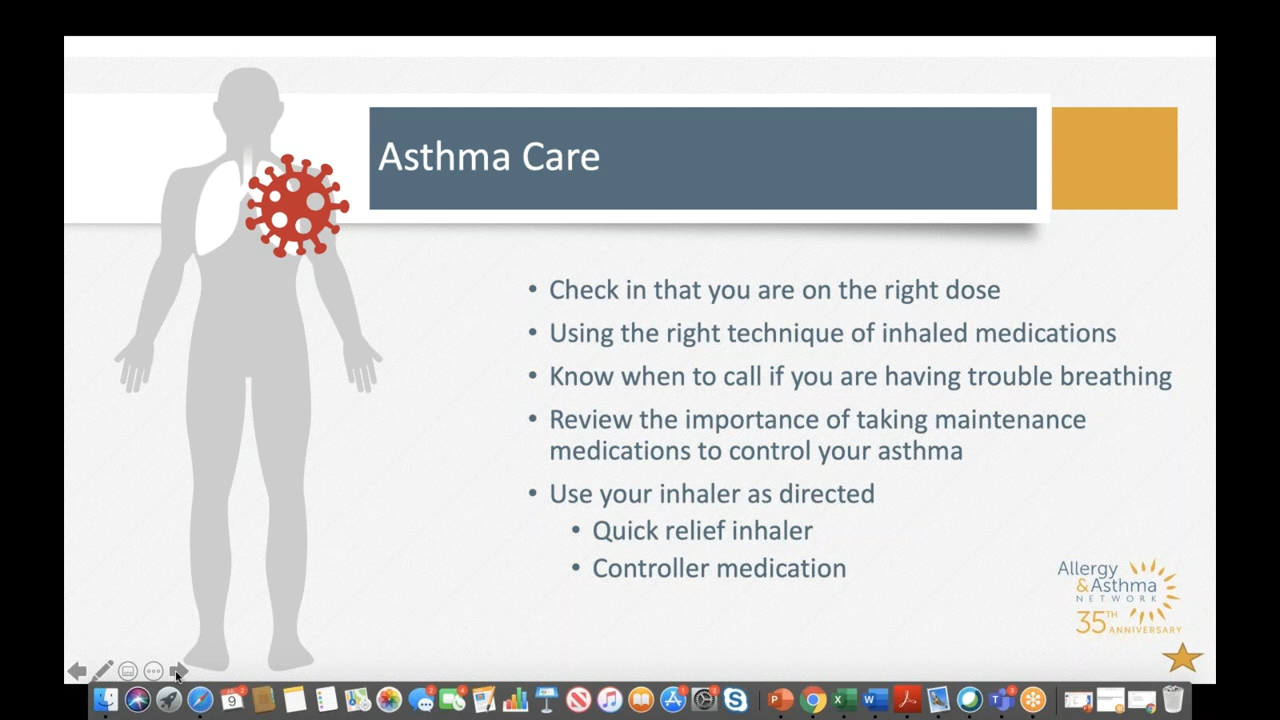 Asthma Care
• Check in that you are on the right dose
• Using the right technique of inhaled medications
• Know when to call if you are having trouble breathing
• Review the importance of taking maintenance
medications to control your asthma
• Use your inhaler as directed
• Quick relief inhaler
• Controller medication
Allergy
&Asthma
NETWORK
35TH
ANNIVERSARY
9